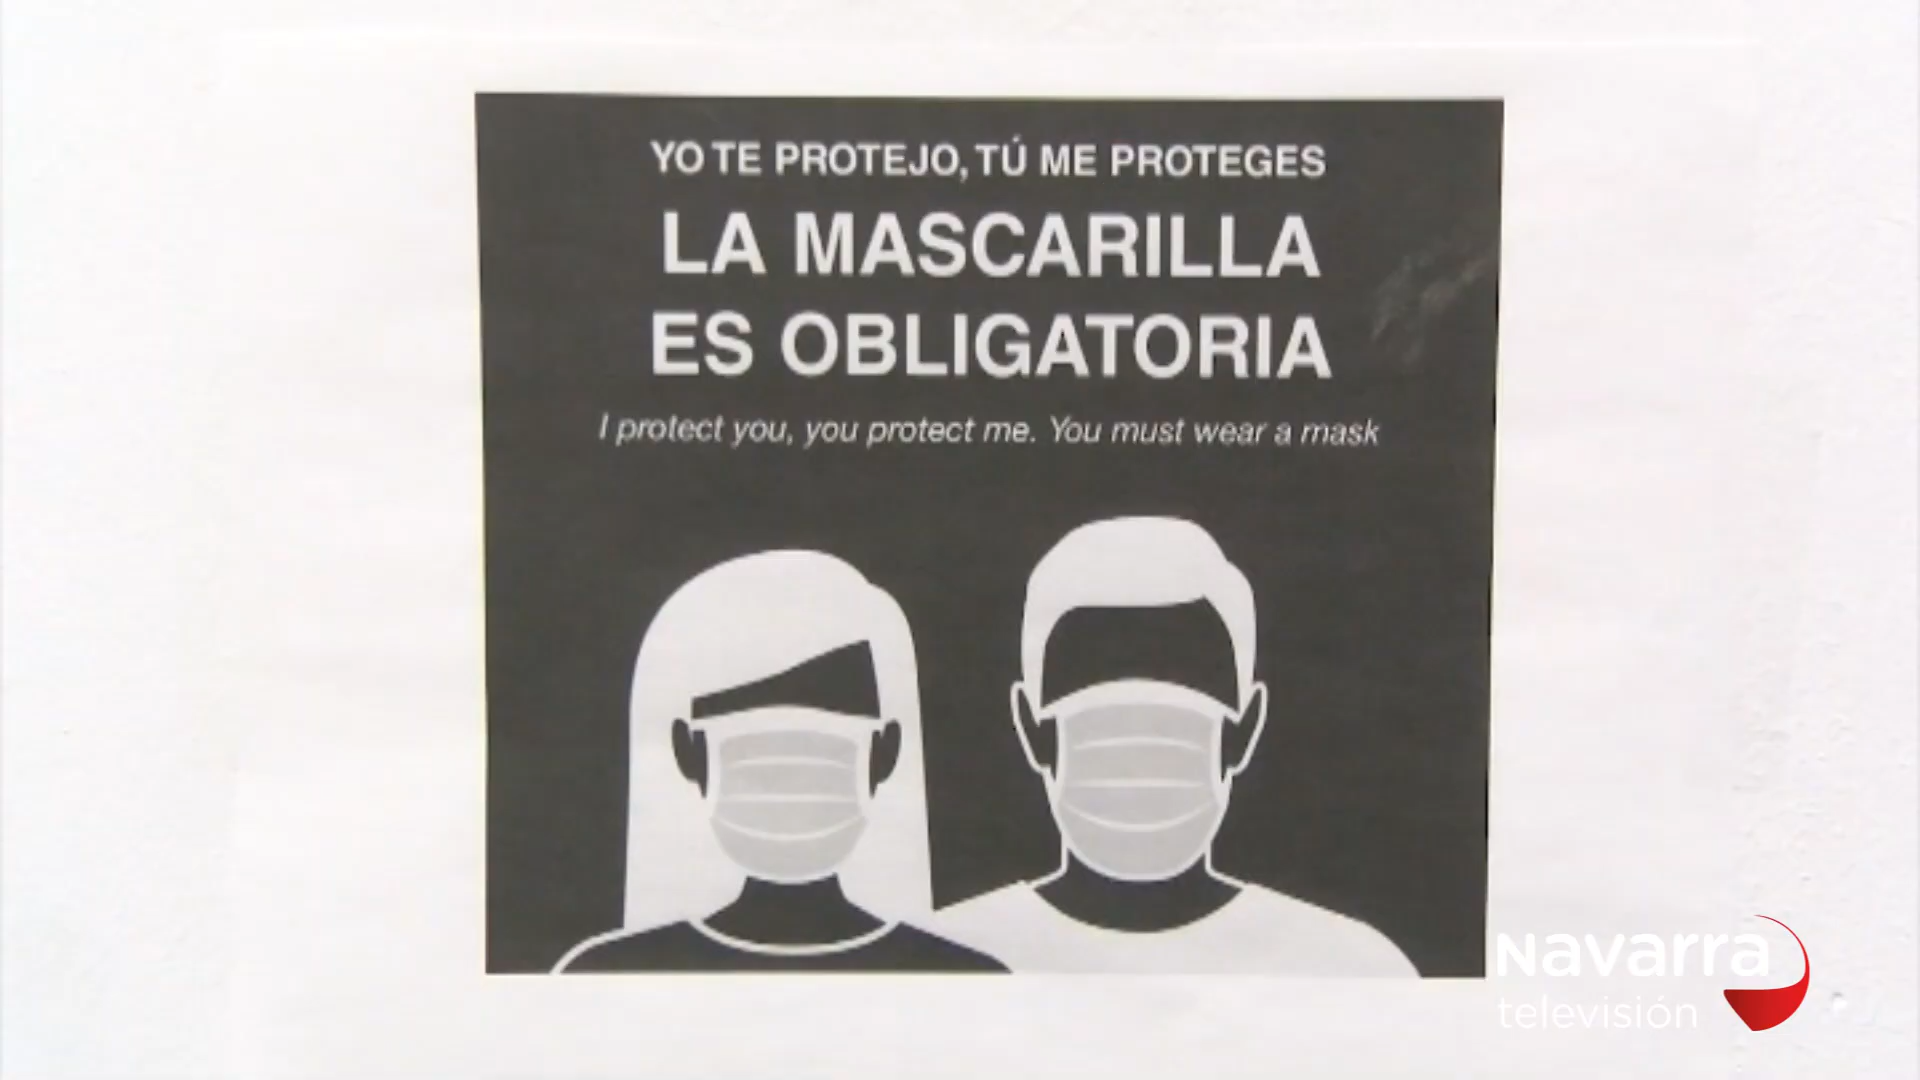 YO TE PROTEJO, TÚ ME PROTEGES
LA MASCARILLA
ES OBLIGATORIA
I protect you, you protect me. You must wear a mask
Navarra
televisión